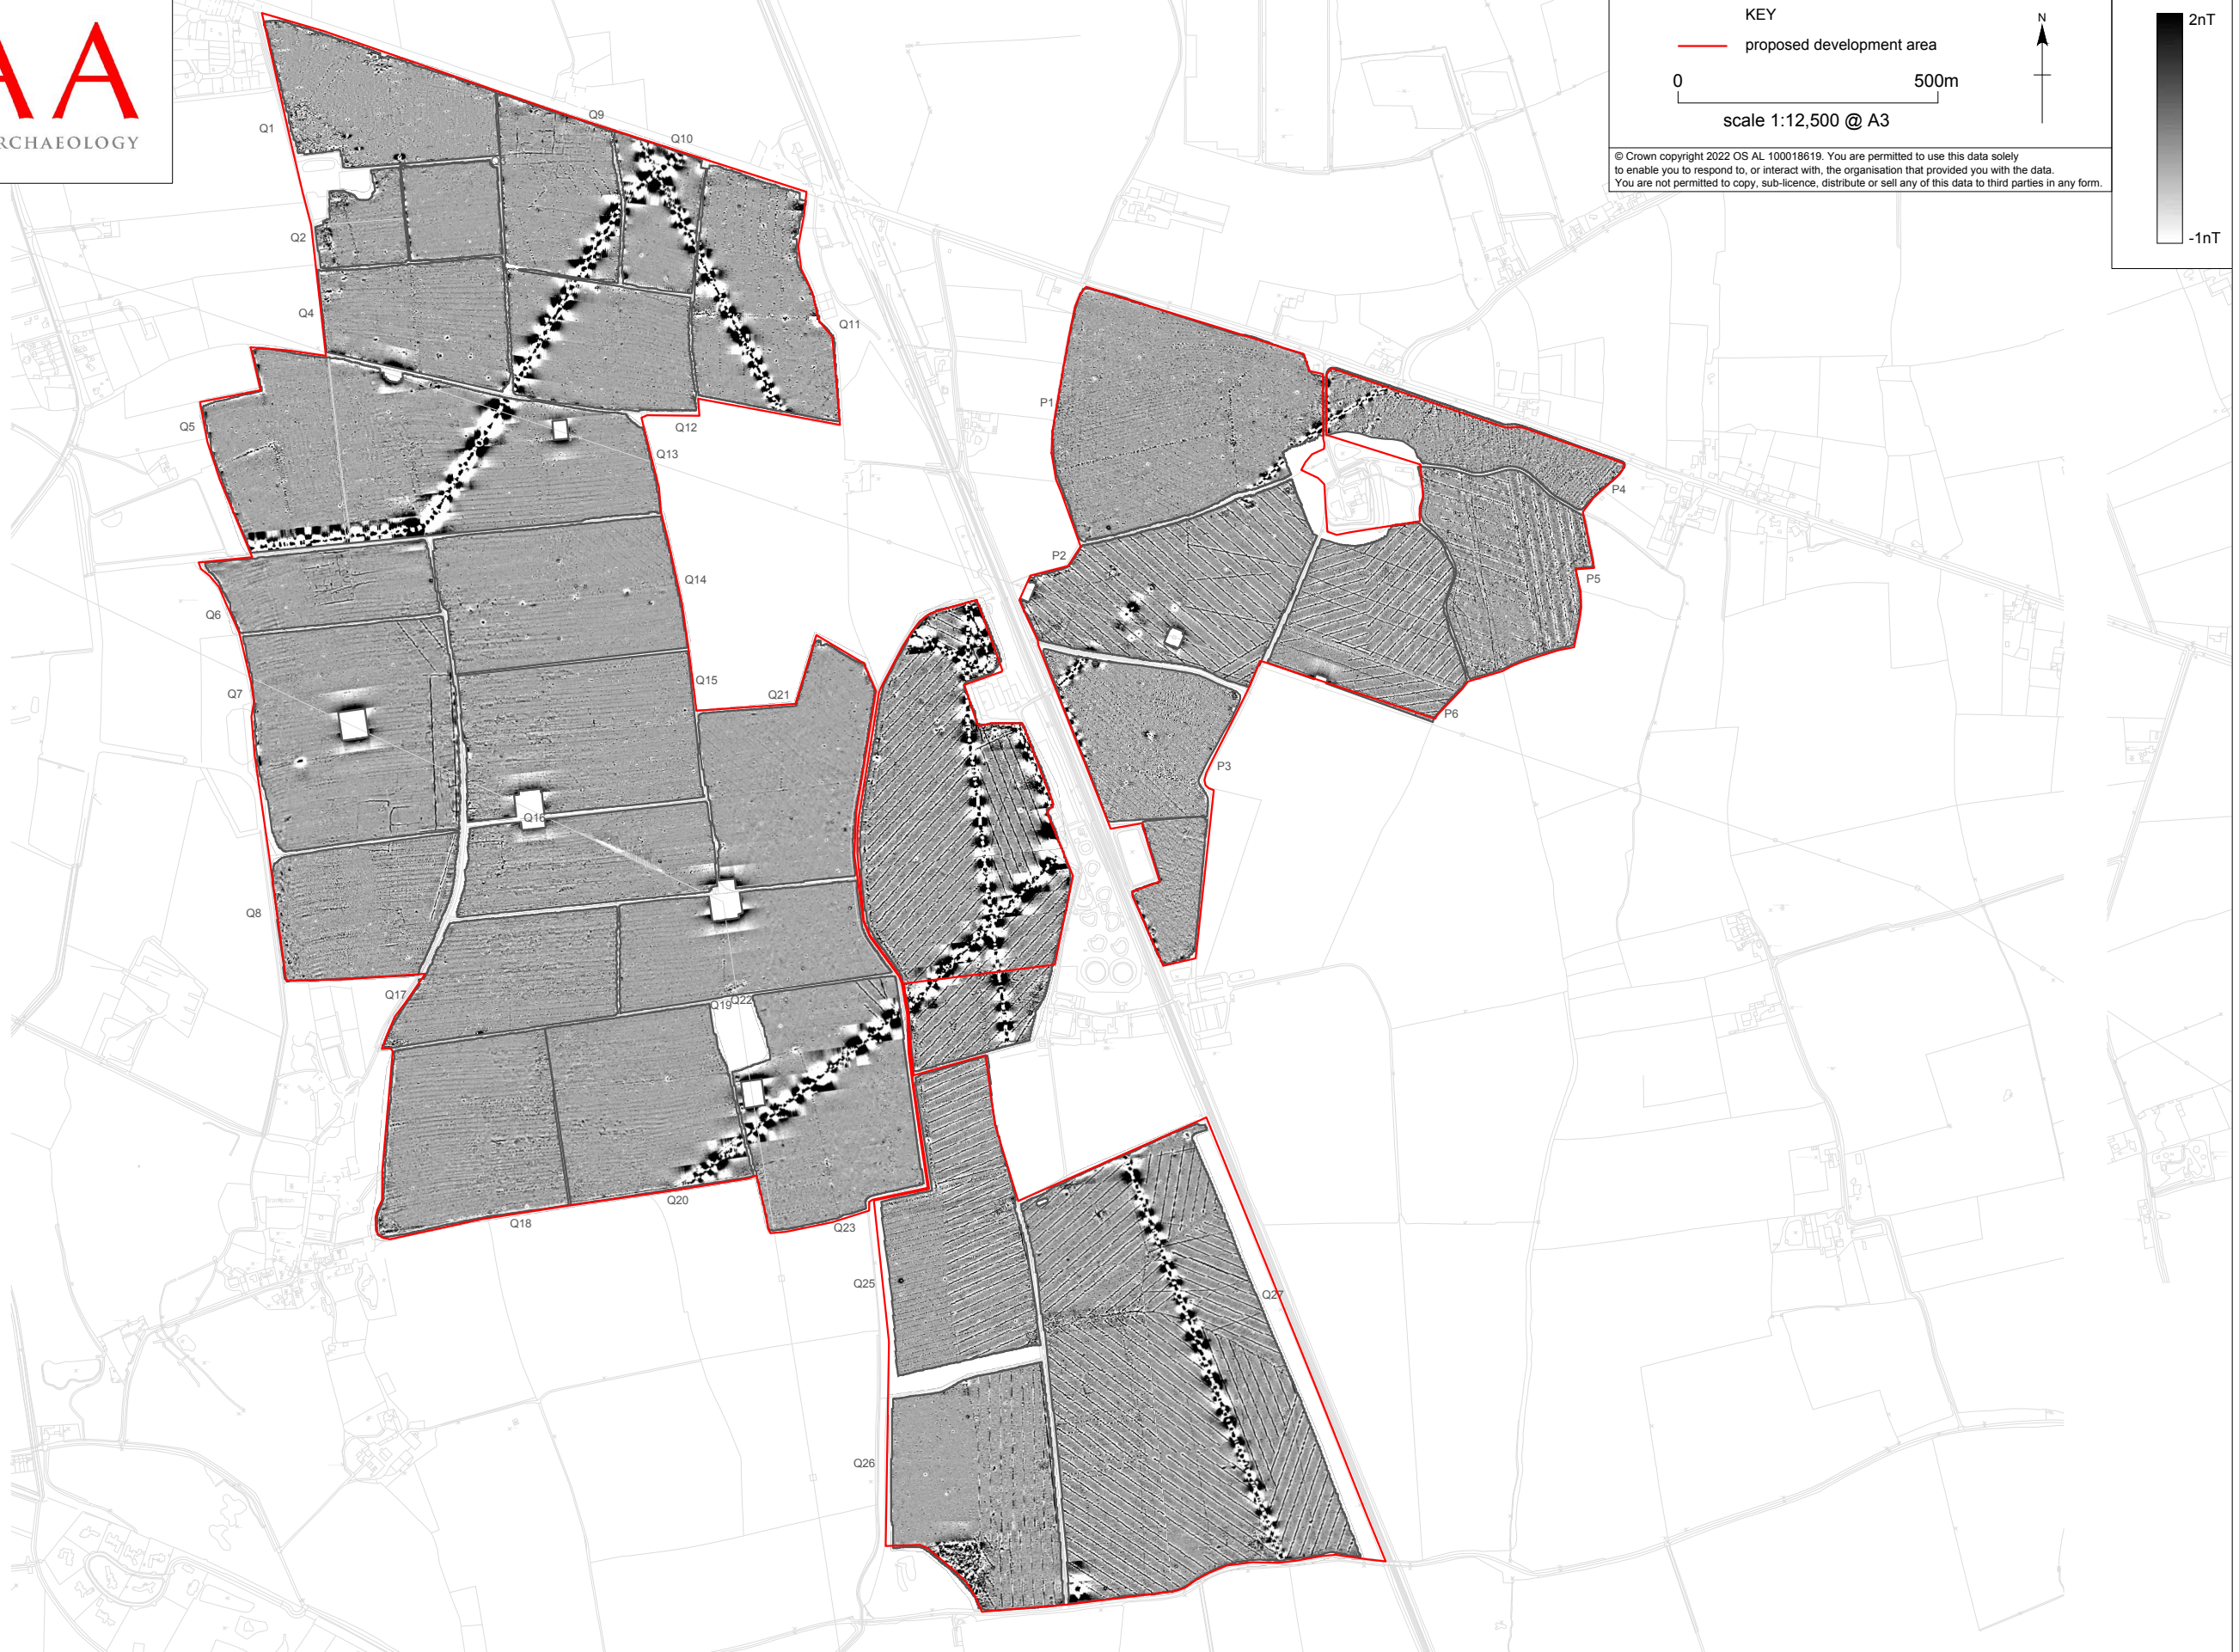 AA
RCHAEOLOGY
KEY
proposed development area
0 500m
scale 1:12,500 @ A3
N
© Crown copyright 2022 OS AL 100018619. You are permitted to use this data solely
to enable you to respond to, or interact with, the organisation that provided you with the data.
You are not permitted to copy, sub-licence, distribute or sell any of this data to third parties in any form.
2nT
-1nT
Q1
Q9
Q10
Q2
Q4
Q11
Q5
Q12
Q13
P1
P4
P2
P5
Q14
Q6
Q7
Q15
Q21
P6
P3
Q16
Q8
Q17
Q19
Q22
Q20
Q18
Q23
Q25
Q27
Q26